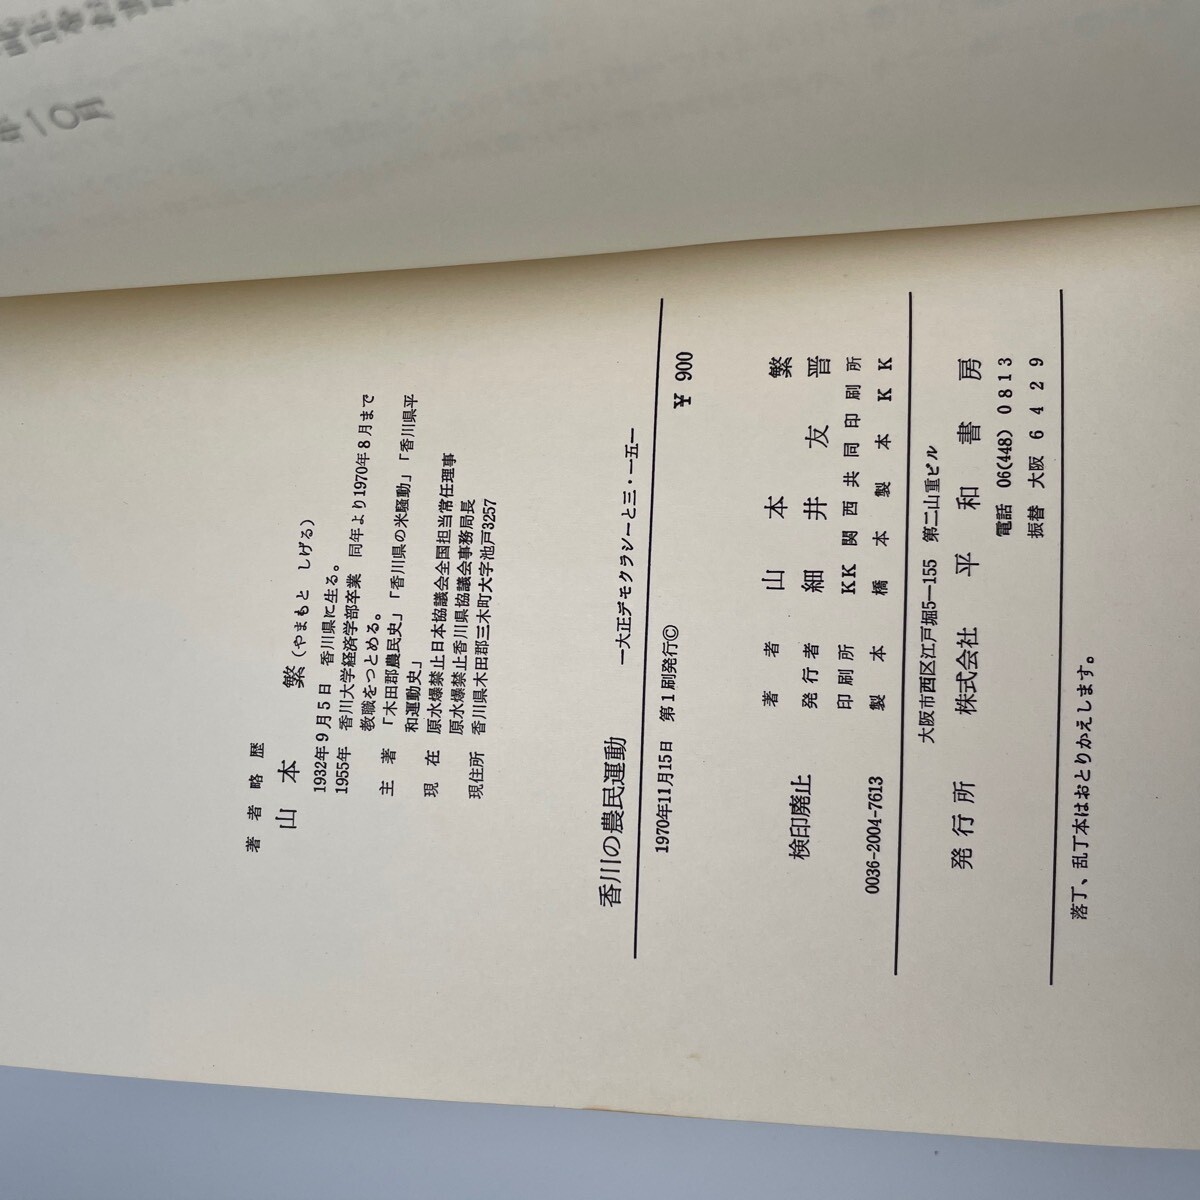 年一〇月
著者略歴
山本 繁(やまもと しげる)
1932年9月5日 香川県に生る。
1955年 香川大学経済学部卒業 同年より1970年8月まで
教職をつとめる。
主著 「木田郡農民史」「香川県の米騒動」「香川県平
和運動史」
現在 原水爆禁止日本協議会全国担当常任理事
原水爆禁止香川県協議会事務局長
現住所 香川県木田郡三木町大字池戸3257
香川の農民運動 ー大正デモクラシーと三・一五ー
1970年11月15日 第1刷発行© ¥900
検印廃止
著者 山本繁
発行者 細井友晋
印刷所 KK関西共同印刷所
製本 橋本製本KK
0036-2004-7613
大阪市西区江戸堀5―155 第二山重ビル
発行所 株式会社 平和書房
電話 06(448)0813
振替 大阪 6429
落丁、乱丁本はおとりかえします。